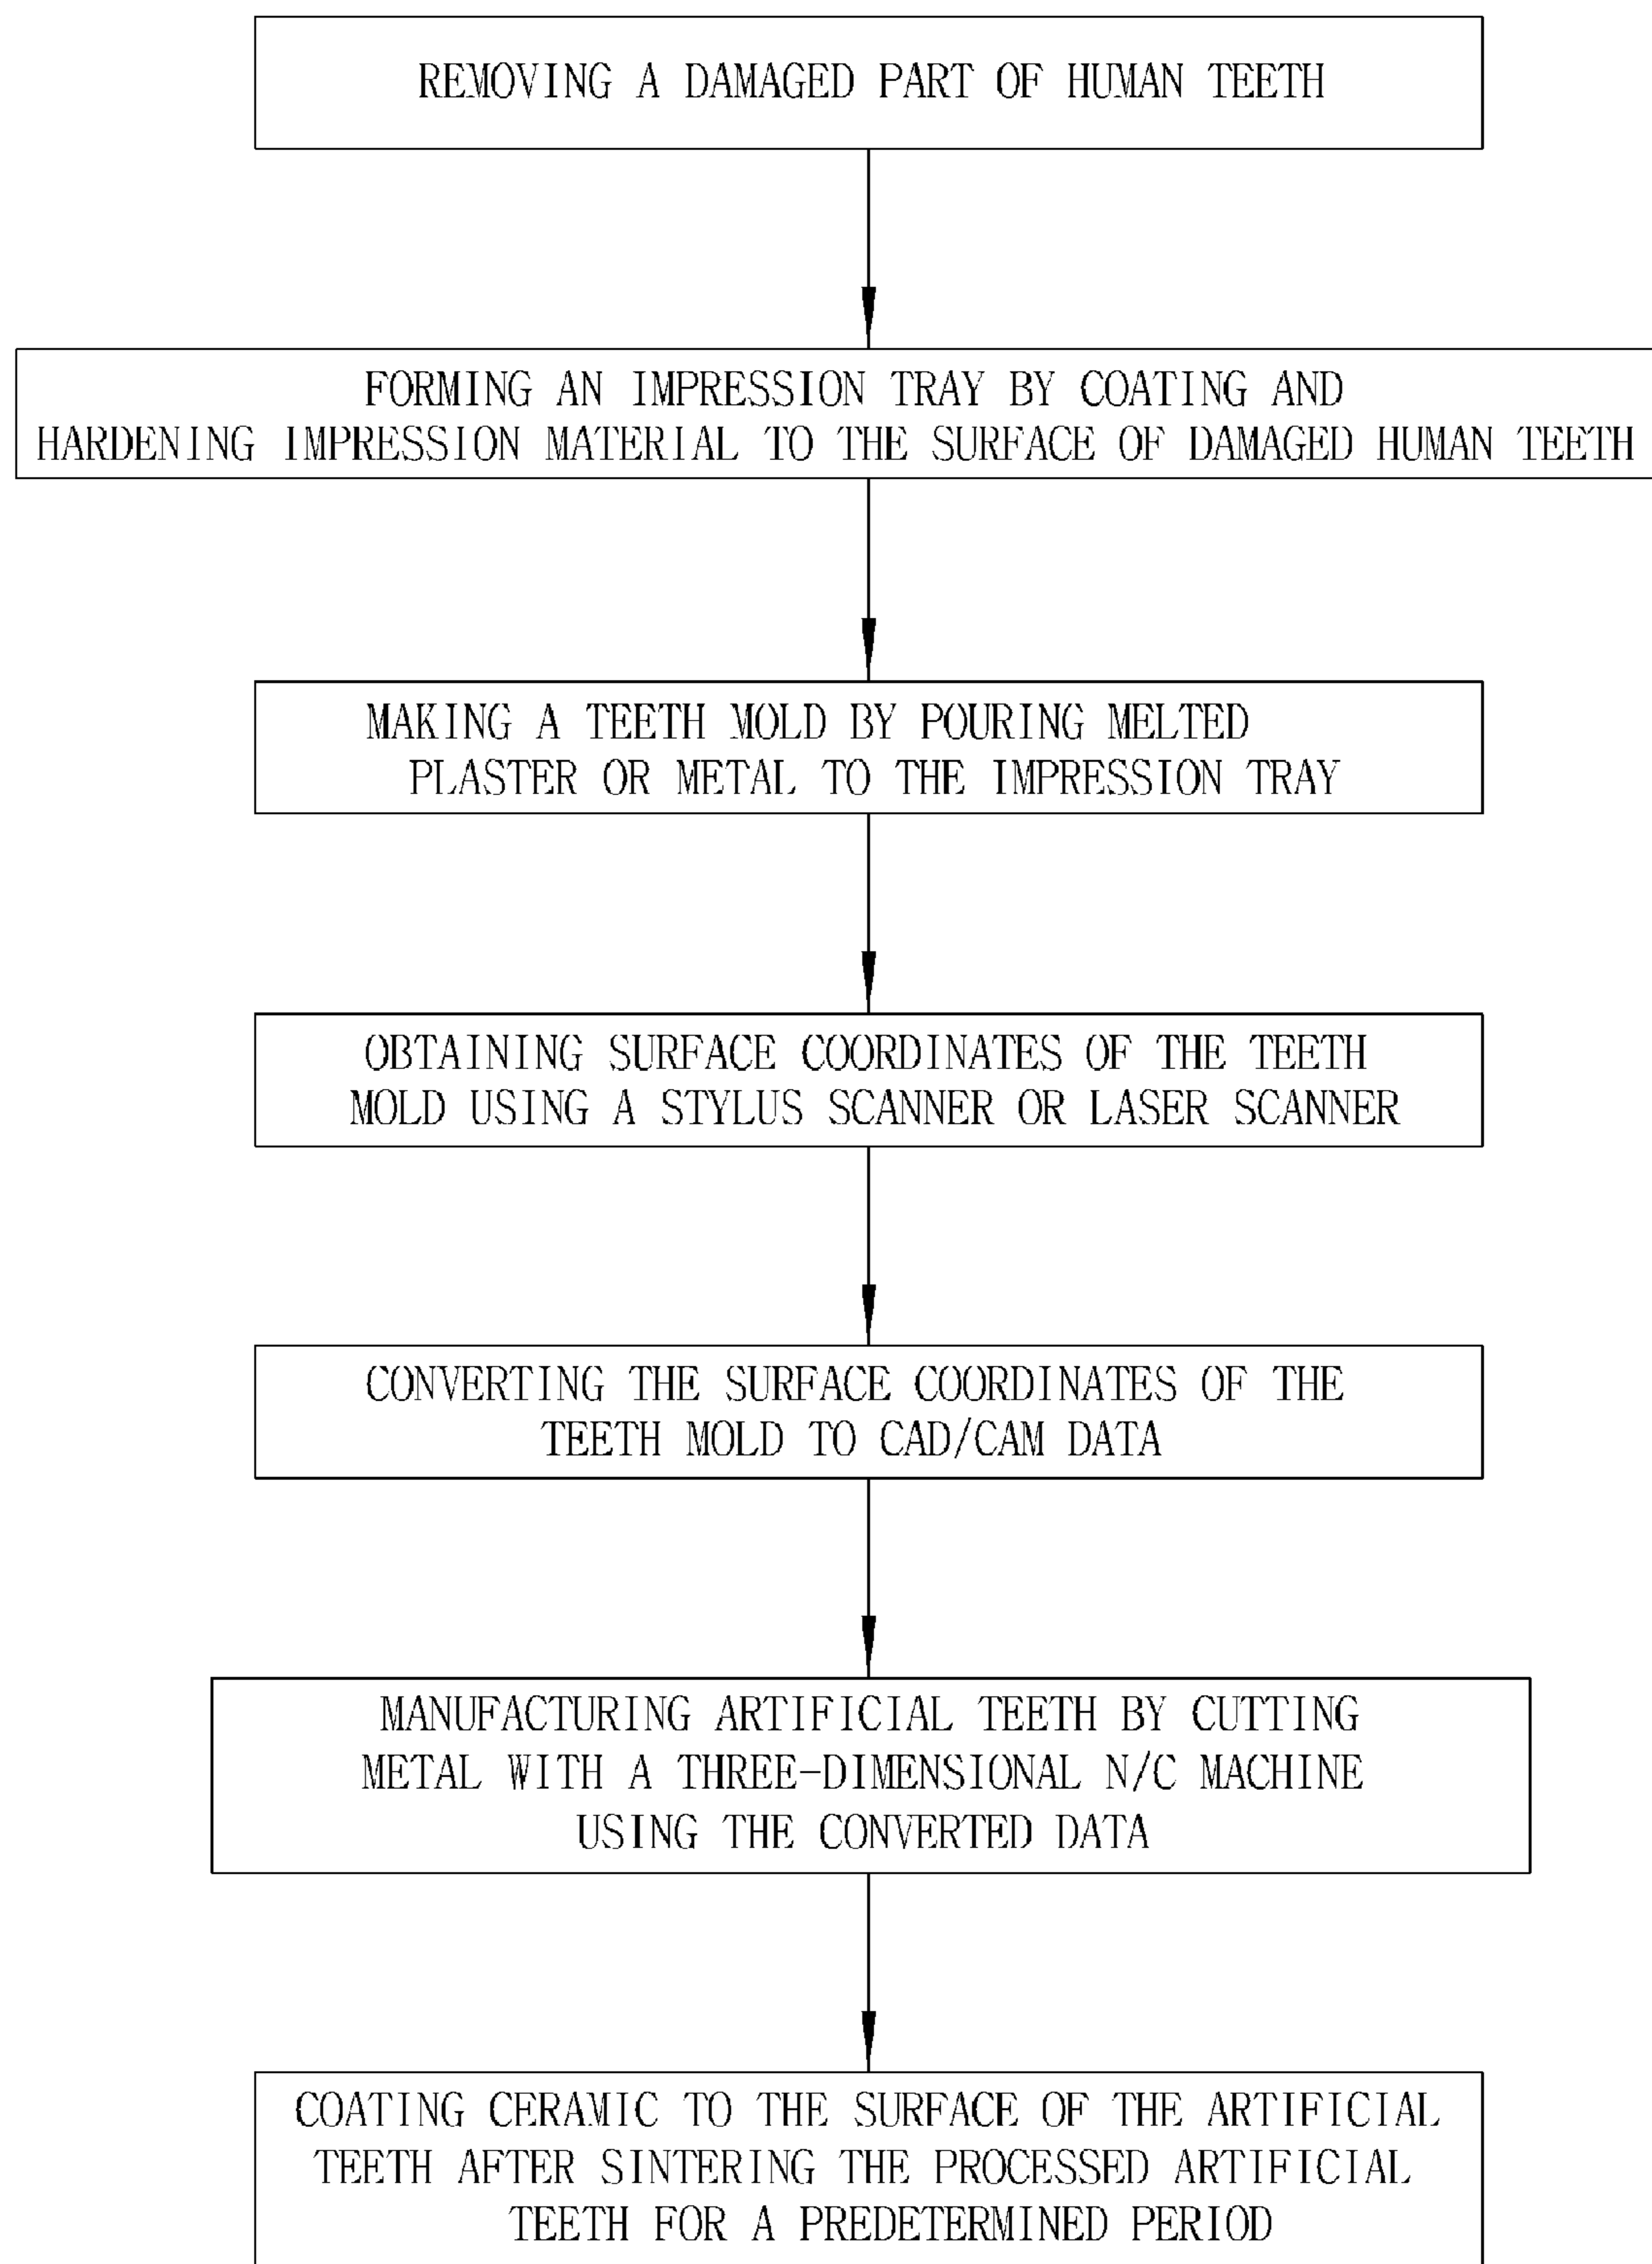 REMOVING A DAMAGED PART OF HUMAN TEETH
FORMING AN IMPRESSION TRAY BY COATING AND
HARDENING IMPRESSION MATERIAL TO THE SURFACE OF DAMAGED HUMAN TEETH
MAKING A TEETH MOLD BY POURING MELTED
PLASTER OR METAL TO THE IMPRESSION TRAY
OBTAINING SURFACE COORDINATES OF THE TEETH
MOLD USING A STYLUS SCANNER OR LASER SCANNER
CONVERTING THE SURFACE COORDINATES OF THE
TEETH MOLD TO CAD/CAM DATA
MANUFACTURING ARTIFICIAL TEETH BY CUTTING
METAL WITH A THREE-DIMENSIONAL N/C MACHINE
USING THE CONVERTED DATA
COATING CERAMIC TO THE SURFACE OF THE ARTIFICIAL
TEETH AFTER SINTERING THE PROCESSED ARTIFICIAL
TEETH FOR A PREDETERMINED PERIOD